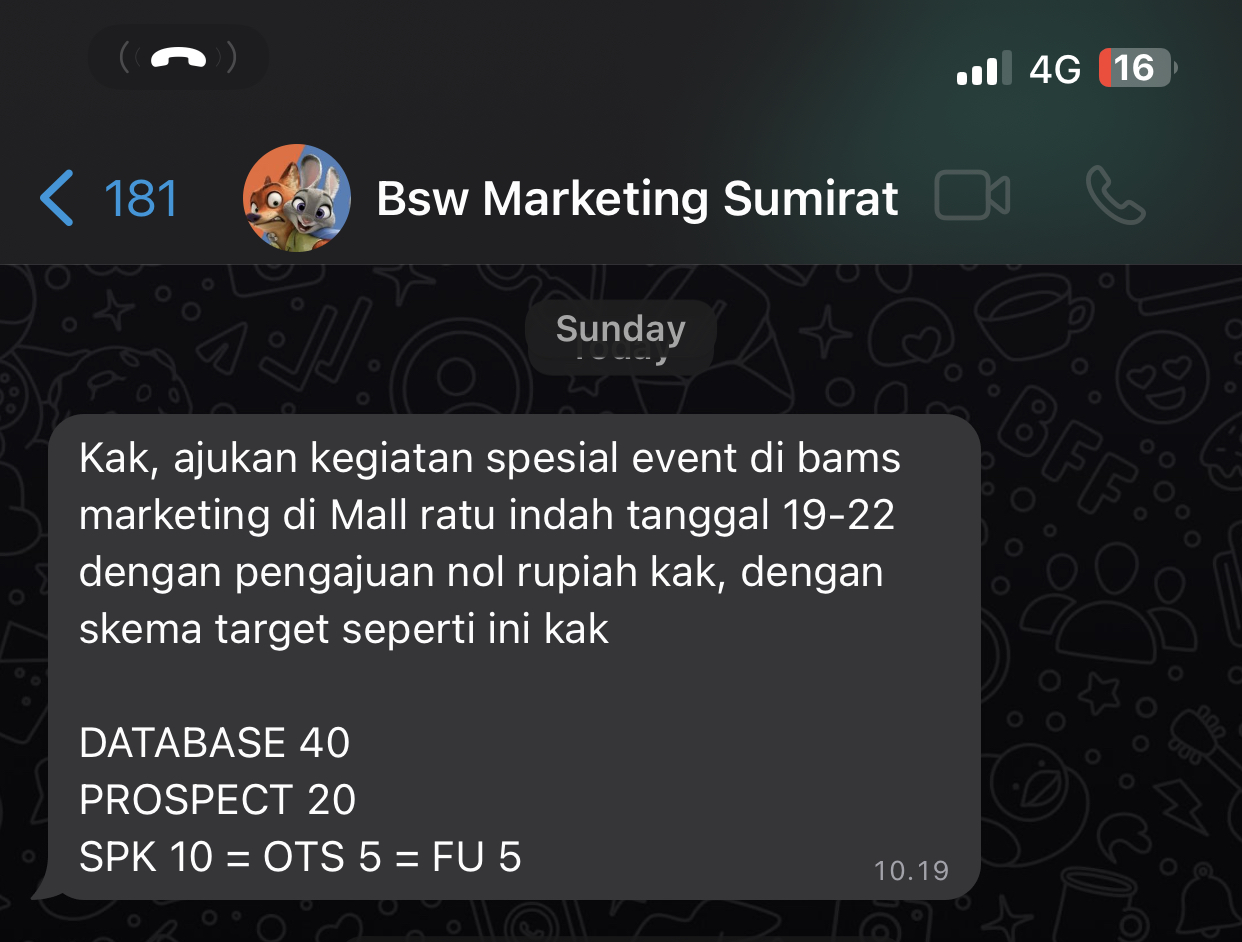 4G 16
181 Bsw Marketing Sumirat
Sunday
Today
Kak, ajukan kegiatan spesial event di bams
marketing di Mall ratu indah tanggal 19-22
dengan pengajuan nol rupiah kak, dengan
skema target seperti ini kak
DATABASE 40
PROSPECT 20
SPK 10 = OTS 5 = FU 5
10.19
BFF